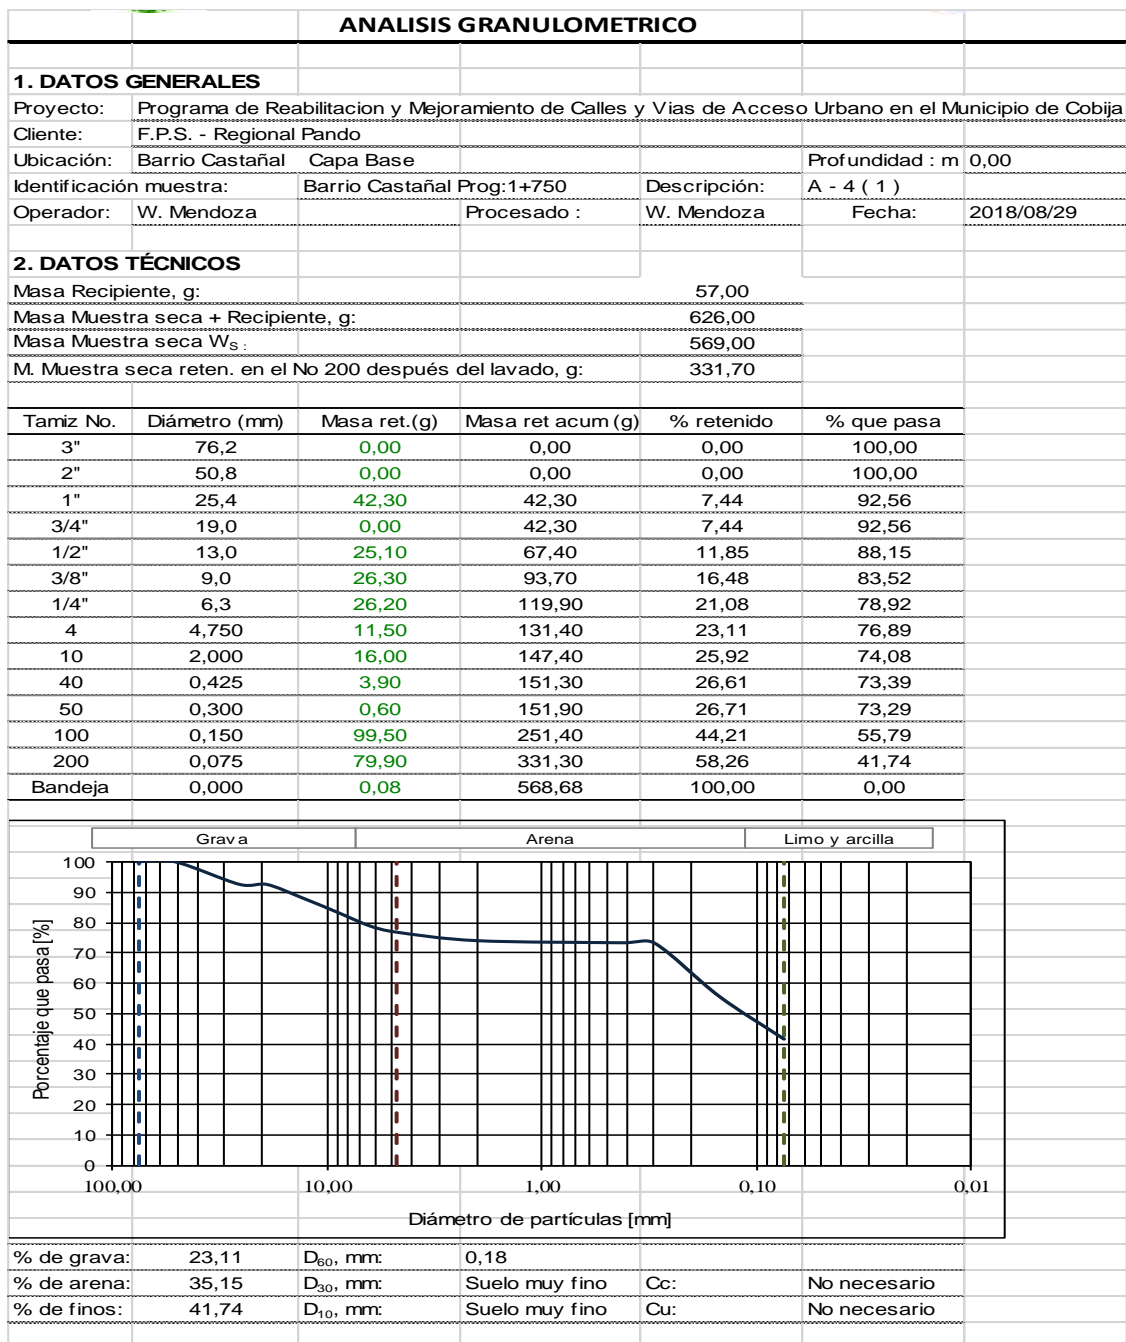 ANALISIS GRANULOMETRICO
1. DATOS GENERALES
Proyecto: Programa de Reabilitacion y Mejoramiento de Calles y Vias de Acceso Urbano en el Municipio de Cobija
Cliente: F.P.S. - Regional Pando
Ubicación: Barrio Castañal Capa Base Profundidad : m 0,00
Identificación muestra: Barrio Castañal Prog:1+750 Descripción: A - 4 ( 1 )
Operador: W. Mendoza Procesado : W. Mendoza Fecha: 2018/08/29
2. DATOS TÉCNICOS
Masa Recipiente, g: 57,00
Masa Muestra seca + Recipiente, g: 626,00
Masa Muestra seca WS : 569,00
M. Muestra seca reten. en el No 200 después del lavado, g: 331,70
Tamiz No. Diámetro (mm) Masa ret.(g) Masa ret acum (g) % retenido % que pasa
3" 76,2 0,00 0,00 0,00 100,00
2" 50,8 0,00 0,00 0,00 100,00
1" 25,4 42,30 42,30 7,44 92,56
3/4" 19,0 0,00 42,30 7,44 92,56
1/2" 13,0 25,10 67,40 11,85 88,15
3/8" 9,0 26,30 93,70 16,48 83,52
1/4" 6,3 26,20 119,90 21,08 78,92
4 4,750 11,50 131,40 23,11 76,89
10 2,000 16,00 147,40 25,92 74,08
40 0,425 3,90 151,30 26,61 73,39
50 0,300 0,60 151,90 26,71 73,29
100 0,150 99,50 251,40 44,21 55,79
200 0,075 79,90 331,30 58,26 41,74
Bandeja 0,000 0,08 568,68 100,00 0,00
Grava Arena Limo y arcilla
100
90
80
70
60
50
40
30
20
10
0
Porcentaje que pasa [%]
100,00 10,00 1,00 0,10 0,01
Diámetro de partículas [mm]
% de grava: 23,11 D60, mm: 0,18
% de arena: 35,15 D30, mm: Suelo muy fino Cc: No necesario
% de finos: 41,74 D10, mm: Suelo muy fino Cu: No necesario